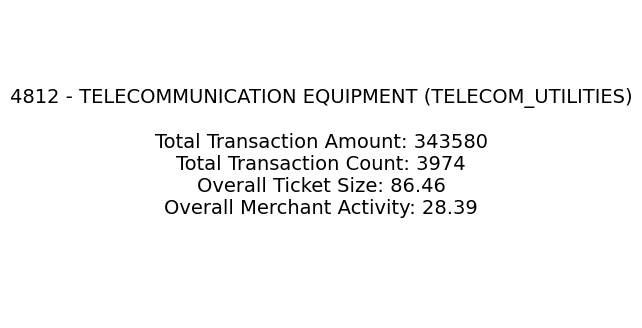 4812 - TELECOMMUNICATION EQUIPMENT (TELECOM_UTILITIES)
Total Transaction Amount: 343580
Total Transaction Count: 3974
Overall Ticket Size: 86.46
Overall Merchant Activity: 28.39